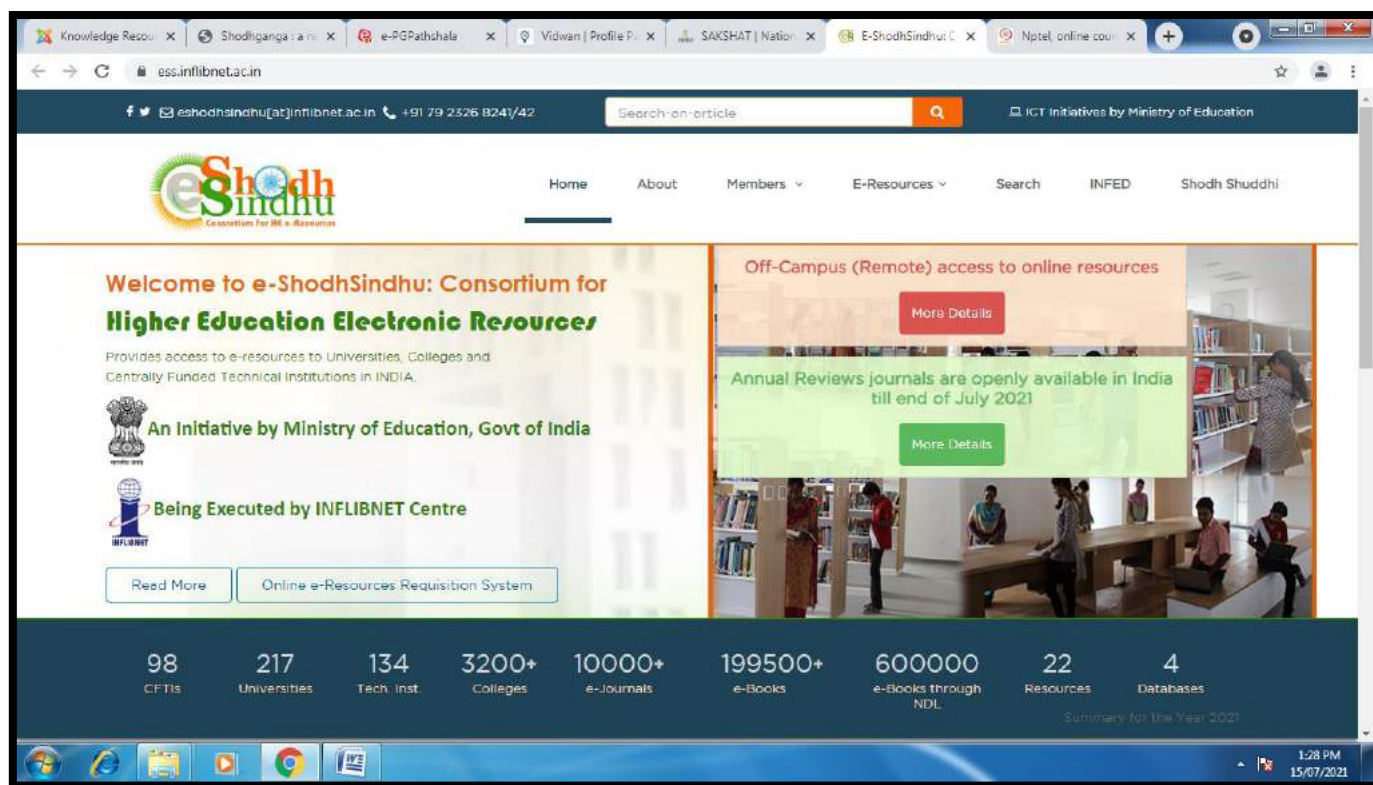 Knowledge Resou
Shodhganga : a re
e-PGPathshala
Vidwan | Profile P
SAKSHAT | Nation
E-ShodhSindhu: C
Nptel, online cour
ess.inflibnet.ac.in
eshodhsindhu[at]inflibnet.ac.in +91 79 2326 8241/42
Search-an-article
ICT Initiatives by Ministry of Education
e Shodh
Sindhu
Consortium for HE e-Resources
Home About Members E-Resources Search INFED Shodh Shuddhi
Welcome to e-ShodhSindhu: Consortium for
Higher Education Electronic Resources
Provides access to e-resources to Universities, Colleges and
Centrally Funded Technical Institutions in INDIA.
An Initiative by Ministry of Education, Govt of India
Being Executed by INFLIBNET Centre
INFLIBNET
Read More
Online e-Resources Requisition System
Off-Campus (Remote) access to online resources
More Details
Annual Reviews journals are openly available in India
till end of July 2021
More Details
98 217 134 3200+ 10000+ 199500+ 600000 22 4
CFTIs Universities Tech. Inst. Colleges e-Journals e-Books e-Books through Resources Databases
NDL
Summary for the Year 2021
1:28 PM
15/07/2021